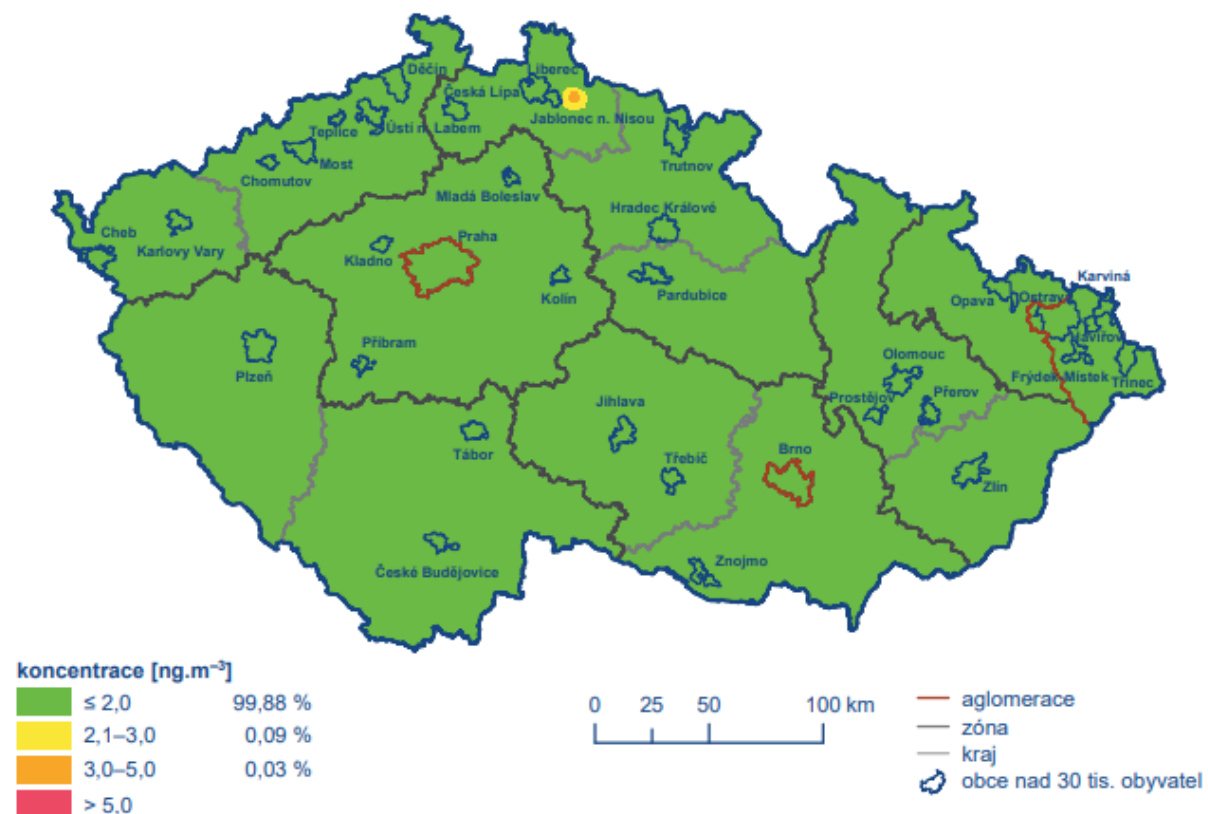 Děčín
Liberec
Česká Lípa
Jablonec n. Nisou
Teplice
Ústí n. Labem
Most
Chomutov
Trutnov
Mladá Boleslav
Hradec Králové
Cheb
Karlovy Vary
Praha
Kladno
Kolín
Pardubice
Karviná
Opava
Ostrava
Havířov
Příbram
Plzeň
Olomouc
Frýdek Místek
Třinec
Jihlava
Prostějov
Přerov
Tábor
Třebíč
Brno
Zlín
Znojmo
České Budějovice
koncentrace [ng.m⁻³]
≤ 2,0 99,88 %
2,1–3,0 0,09 %
3,0–5,0 0,03 %
> 5,0
0 25 50 100 km
aglomerace
zóna
kraj
obce nad 30 tis. obyvatel